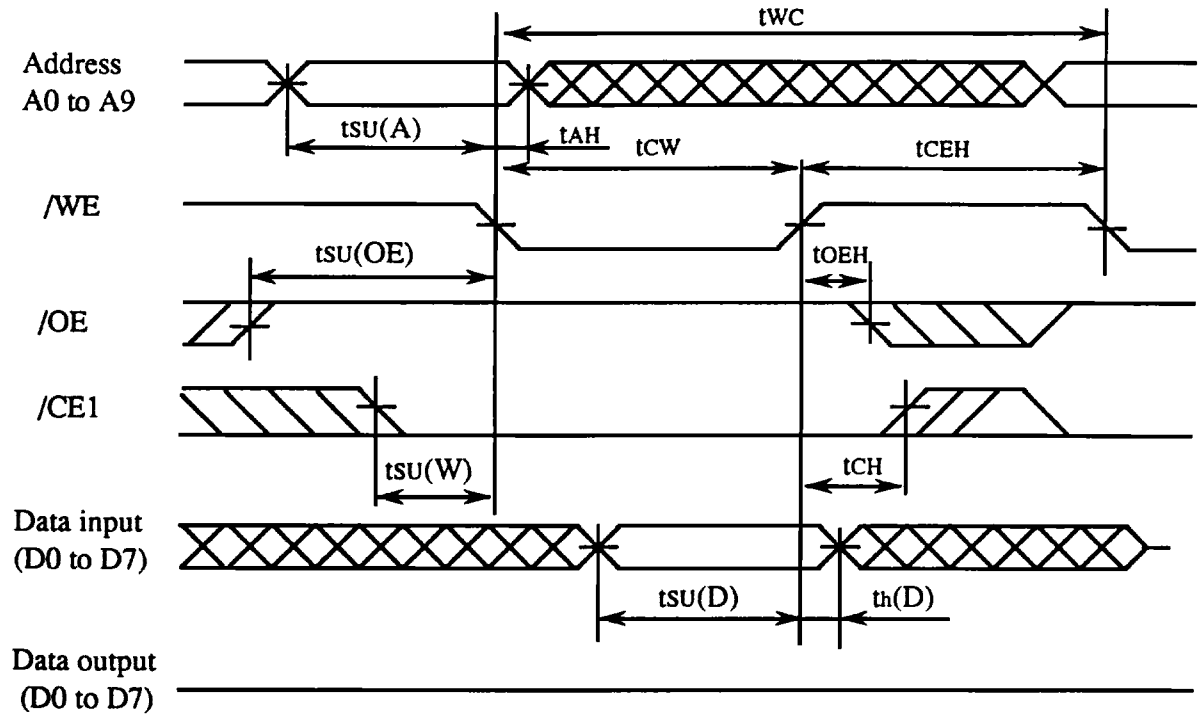 tWC
Address
A0 to A9
tSU(A)
tAH
tCW
tCEH
/WE
tSU(OE)
tOEH
/OE
/CE1
tSU(W)
tCH
Data input
(D0 to D7)
tSU(D)
th(D)
Data output
(D0 to D7)